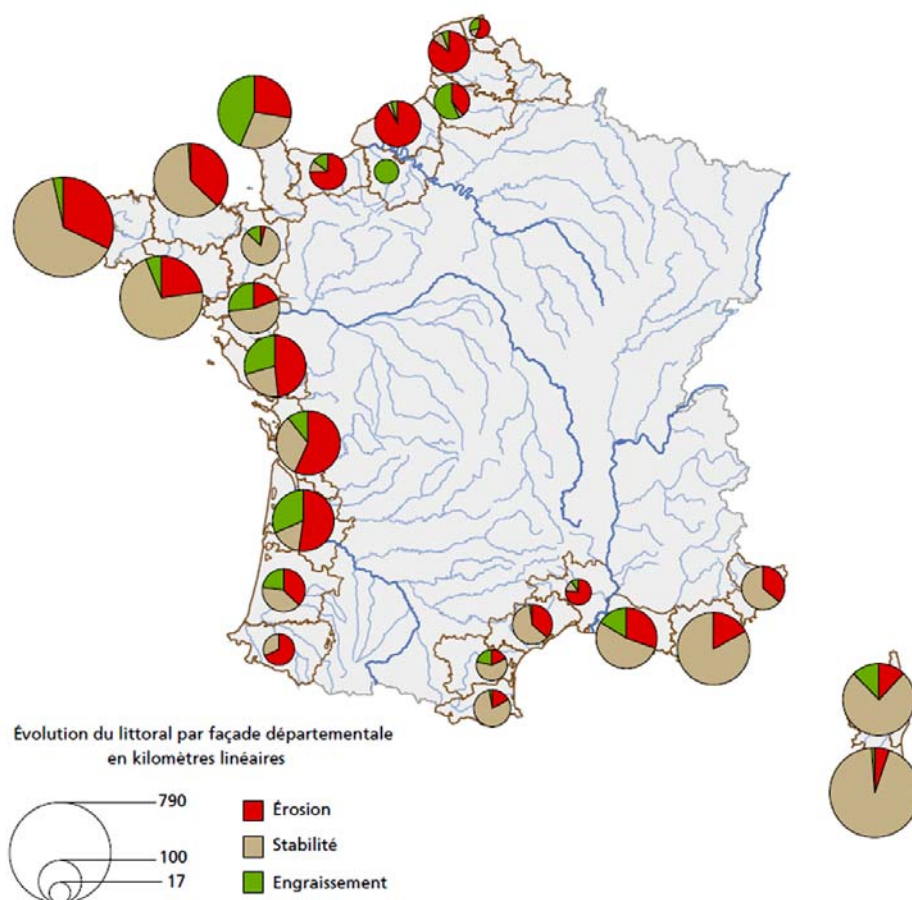 Évolution du littoral par façade départementale
en kilomètres linéaires
790
100
17
Érosion
Stabilité
Engraissement